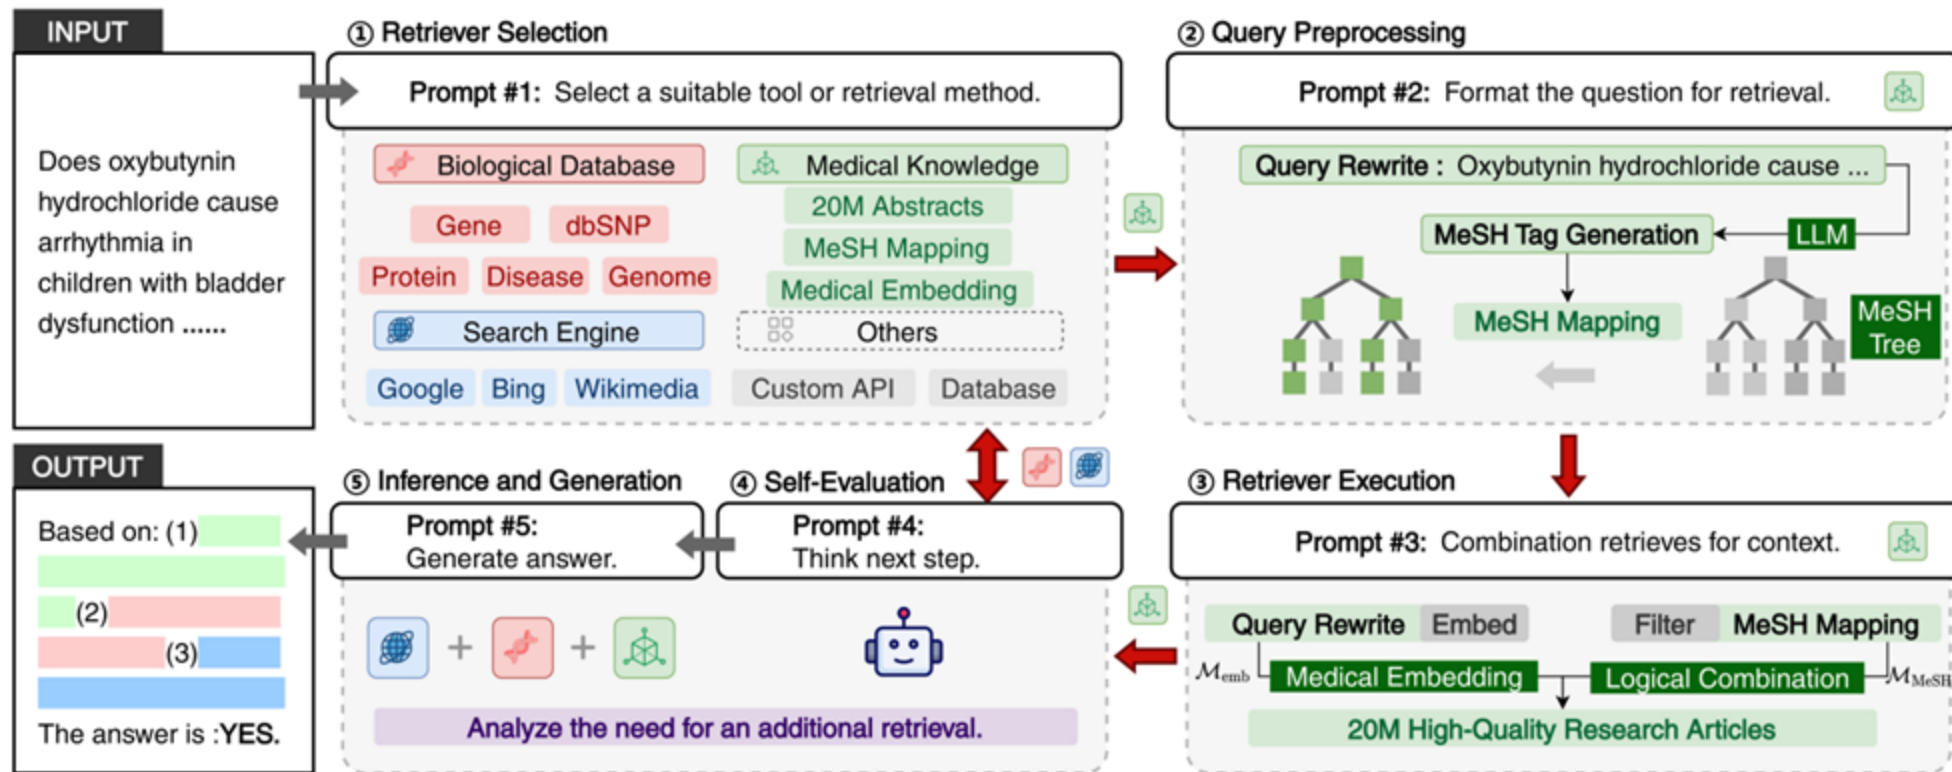 INPUT
Does oxybutynin
hydrochloride cause
arrhythmia in
children with bladder
dysfunction ......
① Retriever Selection
Prompt #1: Select a suitable tool or retrieval method.
Biological Database
Gene
dbSNP
Protein
Disease
Genome
Search Engine
Google
Bing
Wikimedia
Medical Knowledge
20M Abstracts
MeSH Mapping
Medical Embedding
Others
Custom API
Database
② Query Preprocessing
Prompt #2: Format the question for retrieval.
Query Rewrite : Oxybutynin hydrochloride cause ...
MeSH Tag Generation
LLM
MeSH Mapping
MeSH
Tree
③ Retriever Execution
Prompt #3: Combination retrieves for context.
Query Rewrite
Embed
Filter
MeSH Mapping
Memb
Medical Embedding
Logical Combination
MMeSH
20M High-Quality Research Articles
④ Self-Evaluation
Prompt #4:
Think next step.
⑤ Inference and Generation
Prompt #5:
Generate answer.
+
+
Analyze the need for an additional retrieval.
OUTPUT
Based on: (1)
(2)
(3)
The answer is :YES.